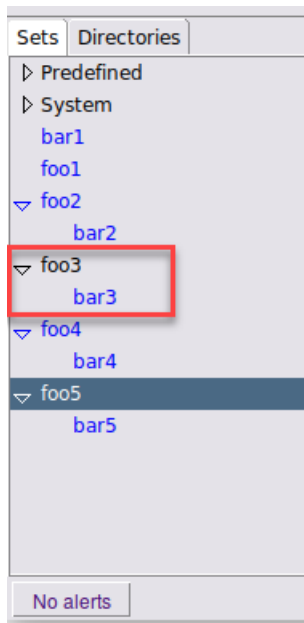 Sets Directories
Predefined
System
bar1
foo1
foo2
bar2
foo3
bar3
foo4
bar4
foo5
bar5
No alerts